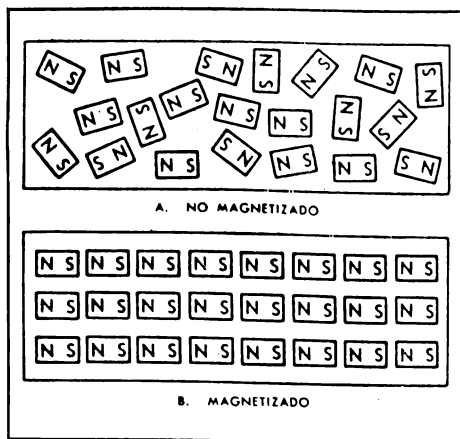 N S N S S N N S N S N S S N
N S S N N S N S N S N S N S
N S S N N S S N N S N S S N
A. NO MAGNETIZADO
N S N S N S N S N S N S N S N S
N S N S N S N S N S N S N S N S
N S N S N S N S N S N S N S N S
B. MAGNETIZADO